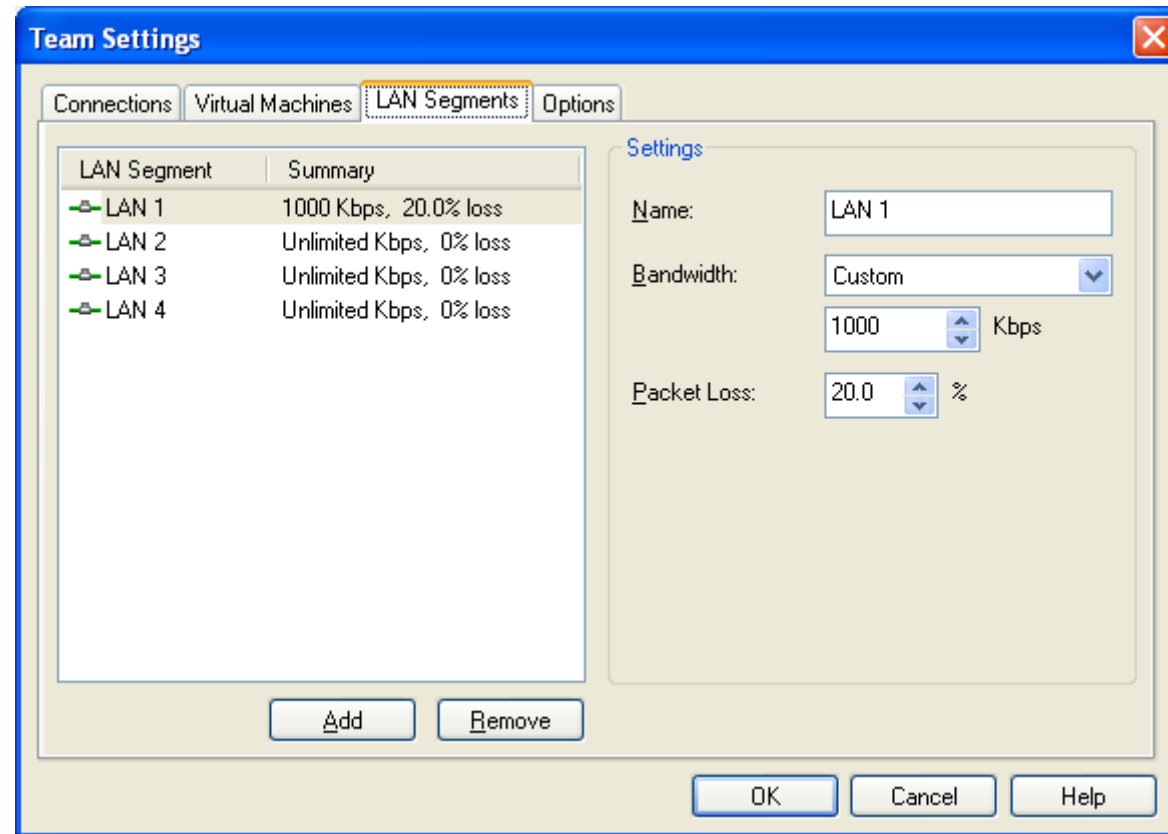 Team Settings
Connections Virtual Machines LAN Segments Options
LAN Segment Summary
LAN 1 1000 Kbps, 20.0% loss
LAN 2 Unlimited Kbps, 0% loss
LAN 3 Unlimited Kbps, 0% loss
LAN 4 Unlimited Kbps, 0% loss
Add Remove
Settings
Name: LAN 1
Bandwidth: Custom
1000 Kbps
Packet Loss: 20.0 %
OK Cancel Help